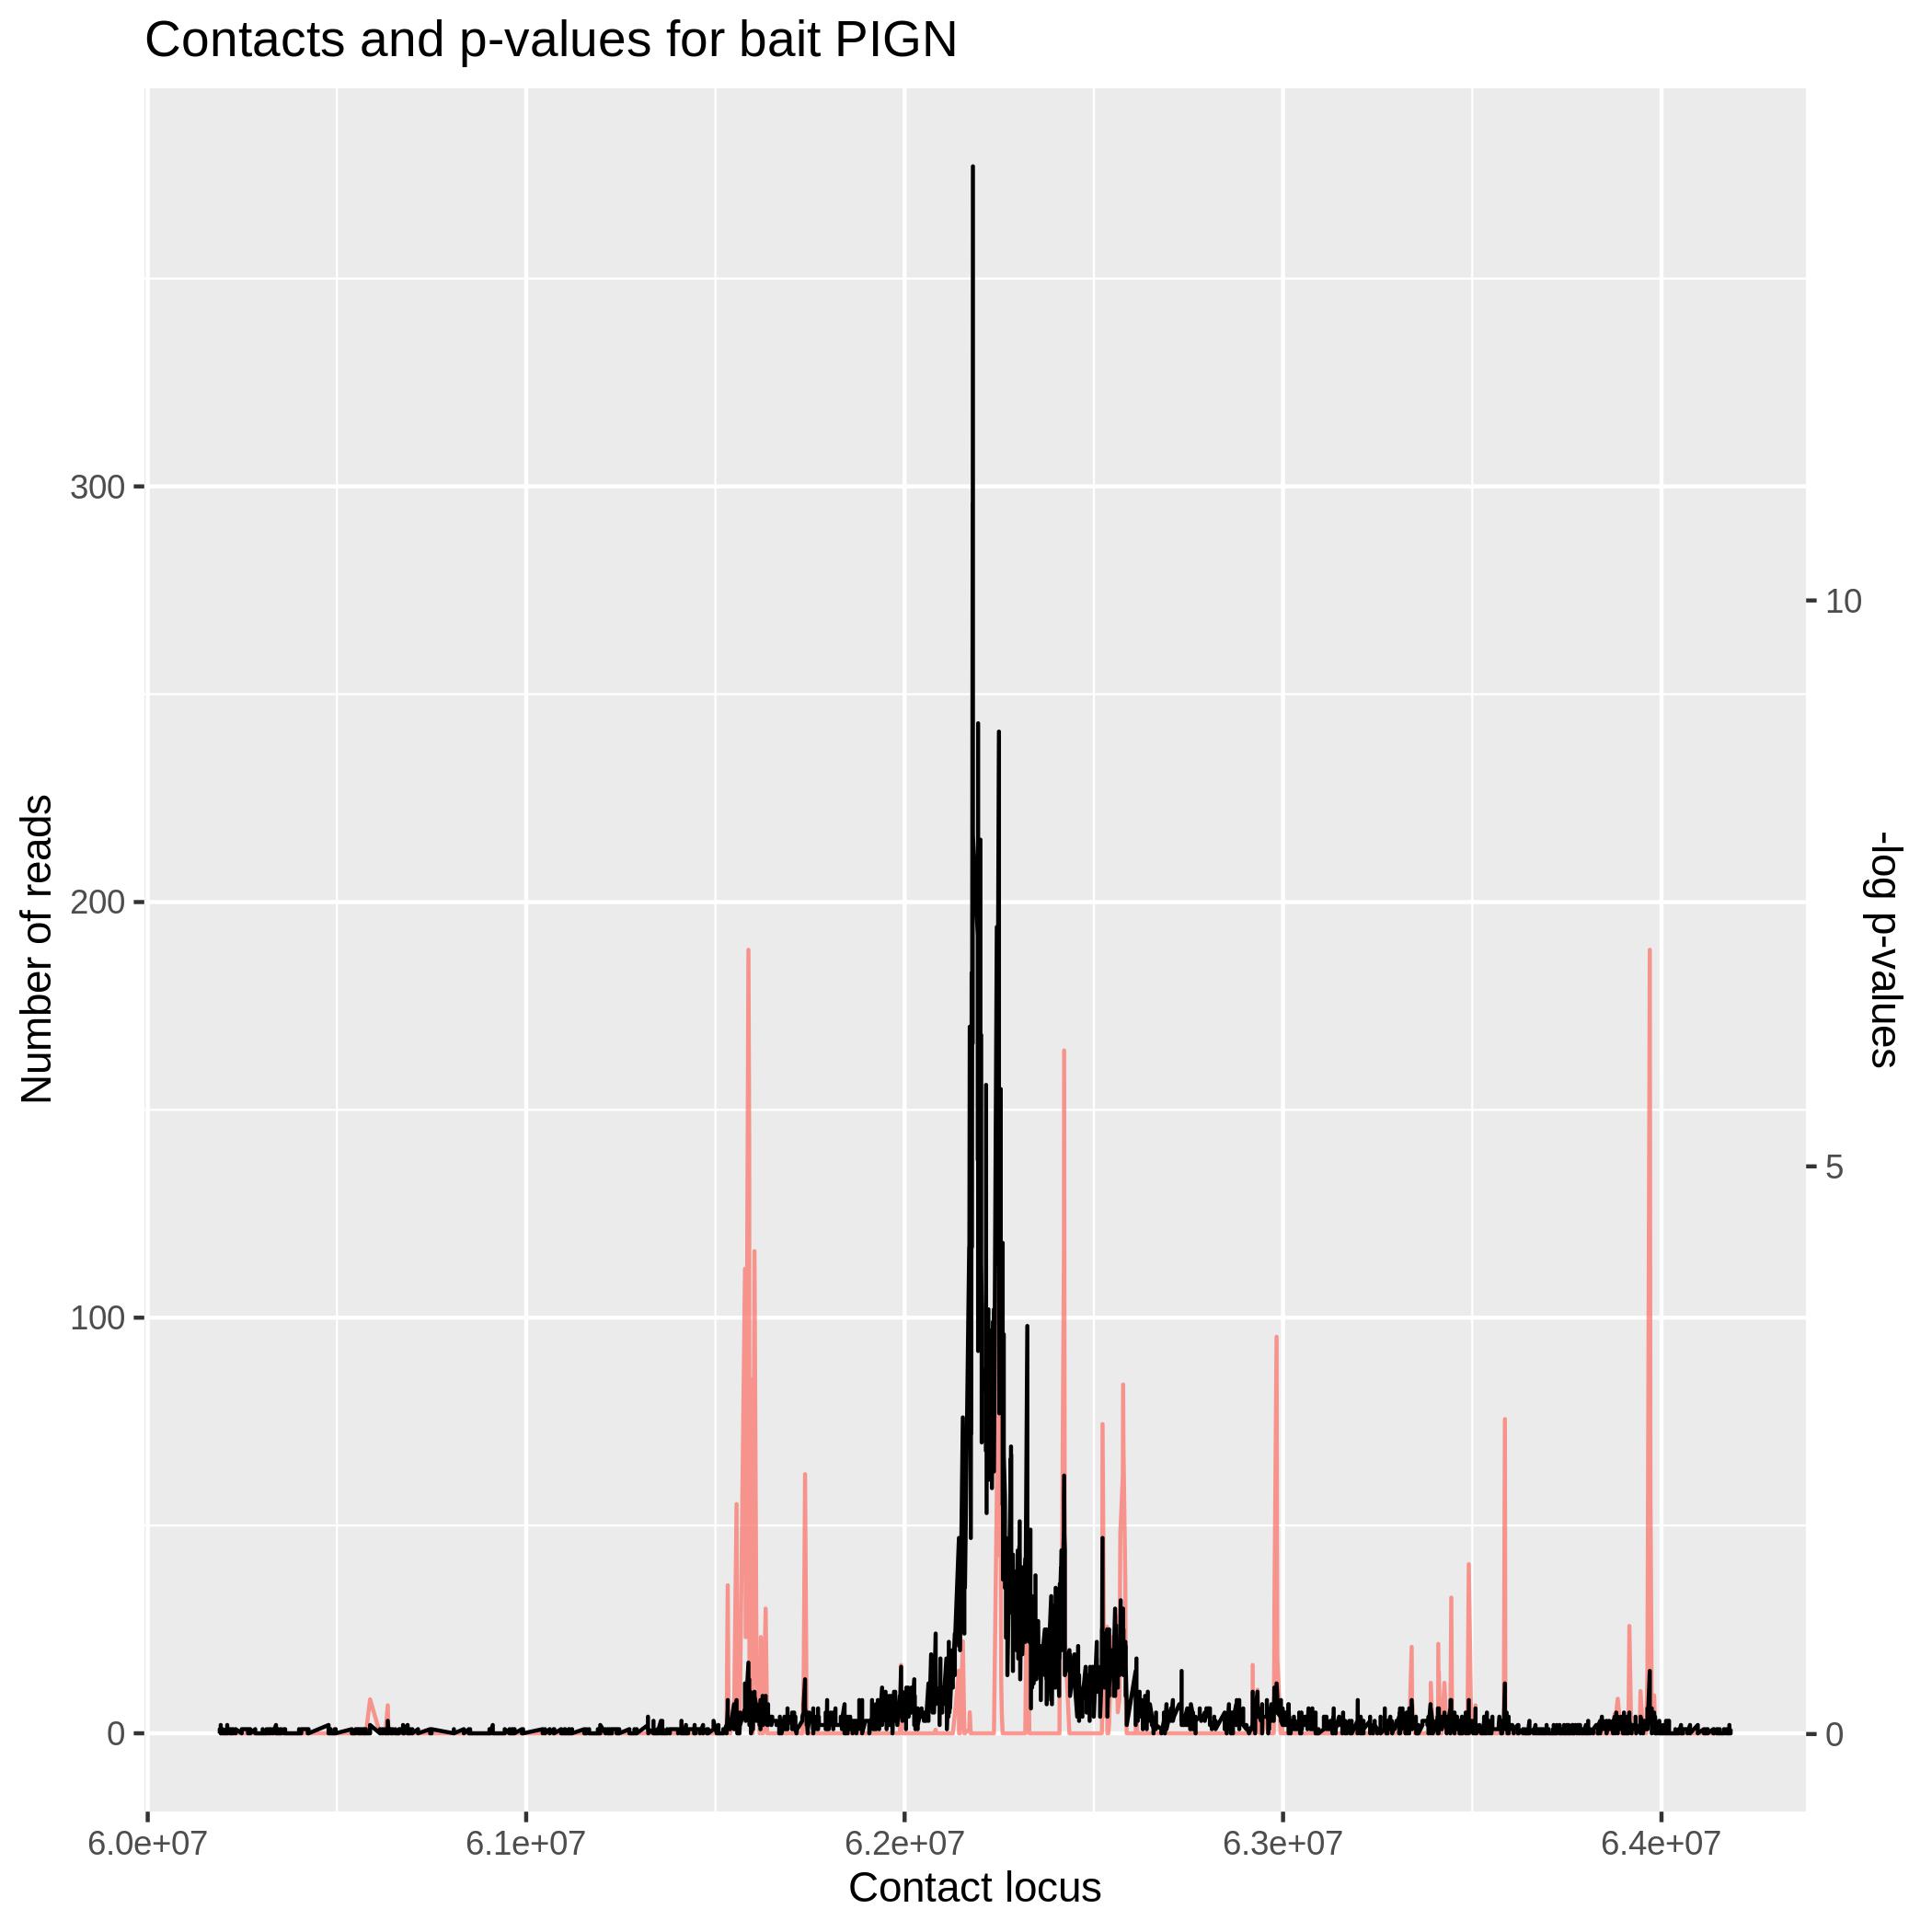 Contacts and p-values for bait PIGN
Number of reads
300
200
100
0
10
5
0
-log p-values
6.0e+07
6.1e+07
6.2e+07
6.3e+07
6.4e+07
Contact locus